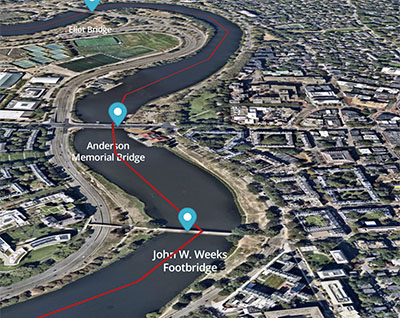 Eliot Bridge
Anderson
Memorial Bridge
John W. Weeks
Footbridge